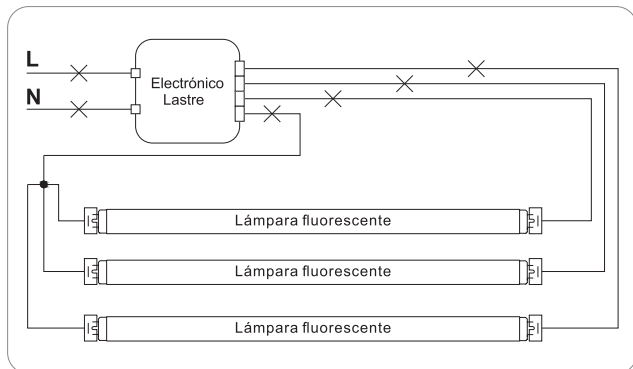 L
N
Electrónico
Lastre
Lámpara fluorescente
Lámpara fluorescente
Lámpara fluorescente